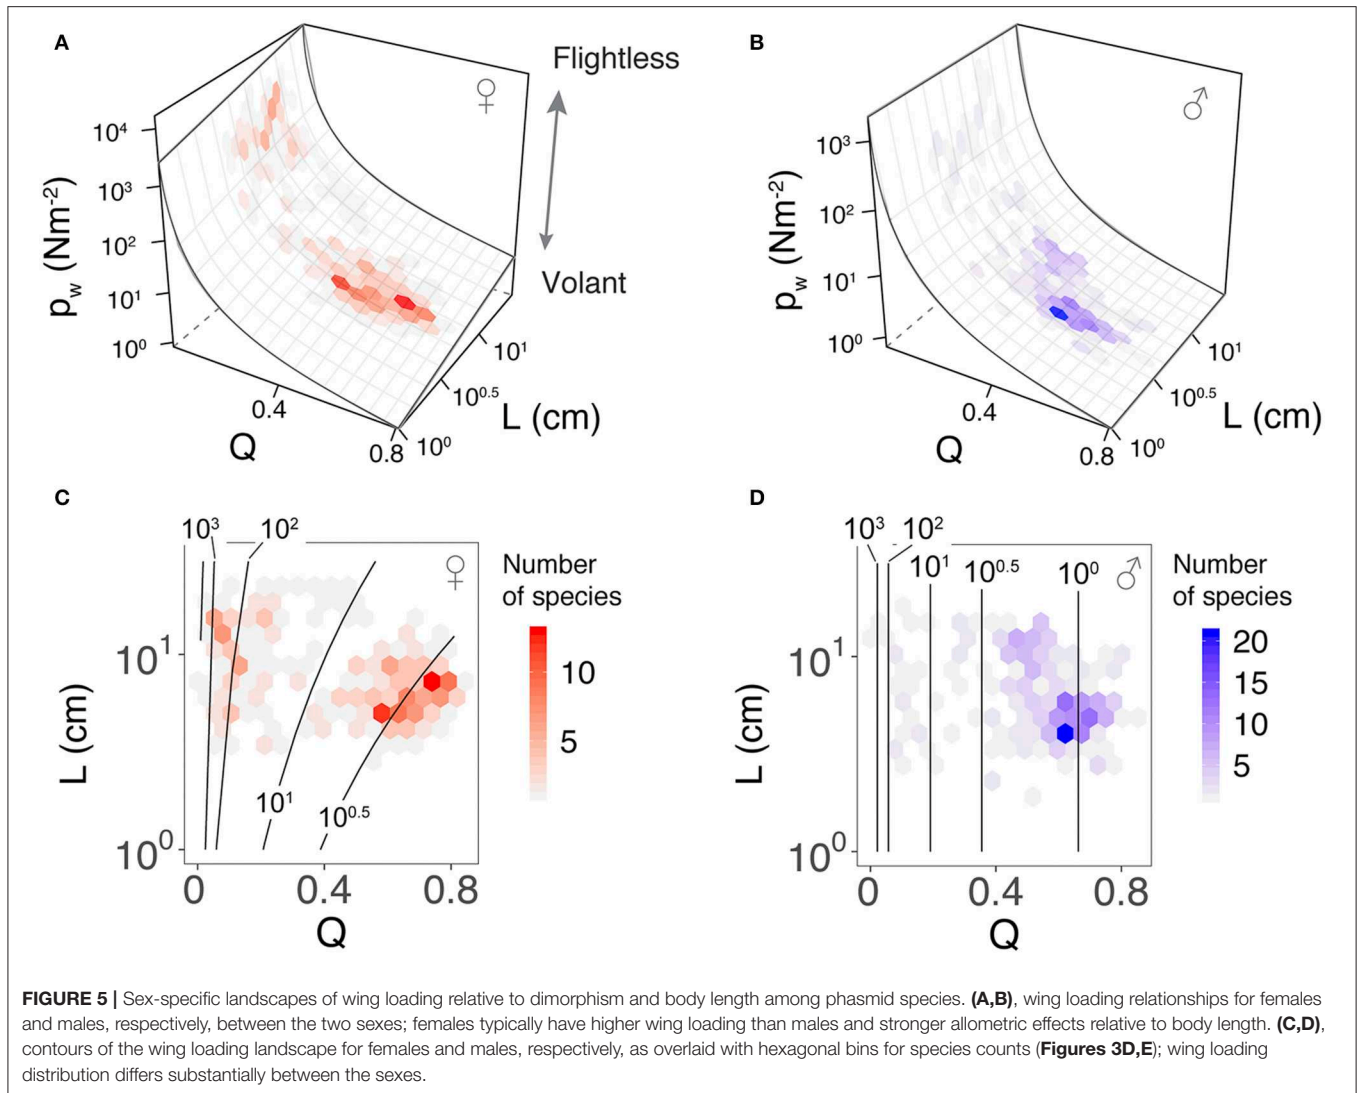 A
B
Flightless
♀
♂
Volant
p_w (Nm^-2)
10^4
10^3
10^2
10^1
10^0
0.4
0.8
Q
10^0
10^0.5
10^1
L (cm)
p_w (Nm^-2)
10^3
10^2
10^1
10^0
0.4
0.8
Q
10^0
10^0.5
10^1
L (cm)
C
D
10^3
10^2
♀
10^1
10^0.5
L (cm)
10^1
10^0
0
0.4
0.8
Q
Number
of species
10
5
10^3
10^2
10^1
10^0.5
10^0
♂
L (cm)
10^1
10^0
0
0.4
0.8
Q
Number
of species
20
15
10
5
FIGURE 5 | Sex-specific landscapes of wing loading relative to dimorphism and body length among phasmid species. (A,B), wing loading relationships for females
and males, respectively, between the two sexes; females typically have higher wing loading than males and stronger allometric effects relative to body length. (C,D),
contours of the wing loading landscape for females and males, respectively, as overlaid with hexagonal bins for species counts (Figures 3D,E); wing loading
distribution differs substantially between the sexes.